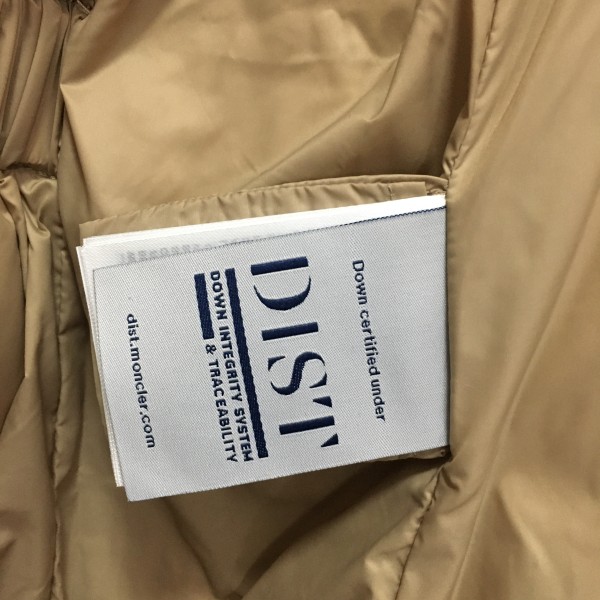 Down certified under
DIST
DOWN INTEGRITY SYSTEM
& TRACEABILITY
dist.moncler.com